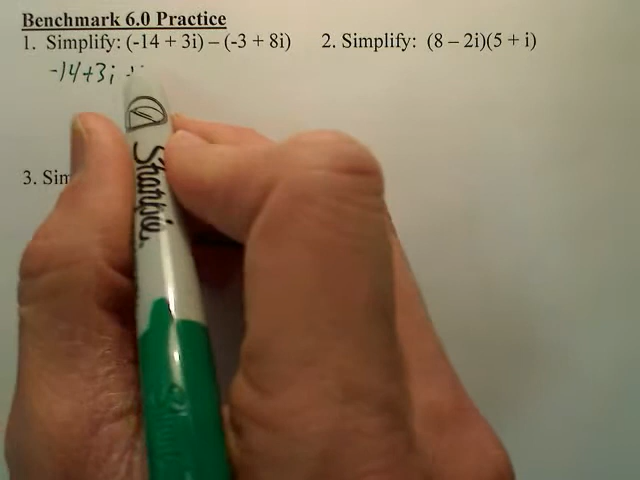 Benchmark 6.0 Practice
1. Simplify: (-14 + 3i) – (-3 + 8i) 2. Simplify: (8 – 2i)(5 + i)
-14+3i +
3. Sim
Sharpie